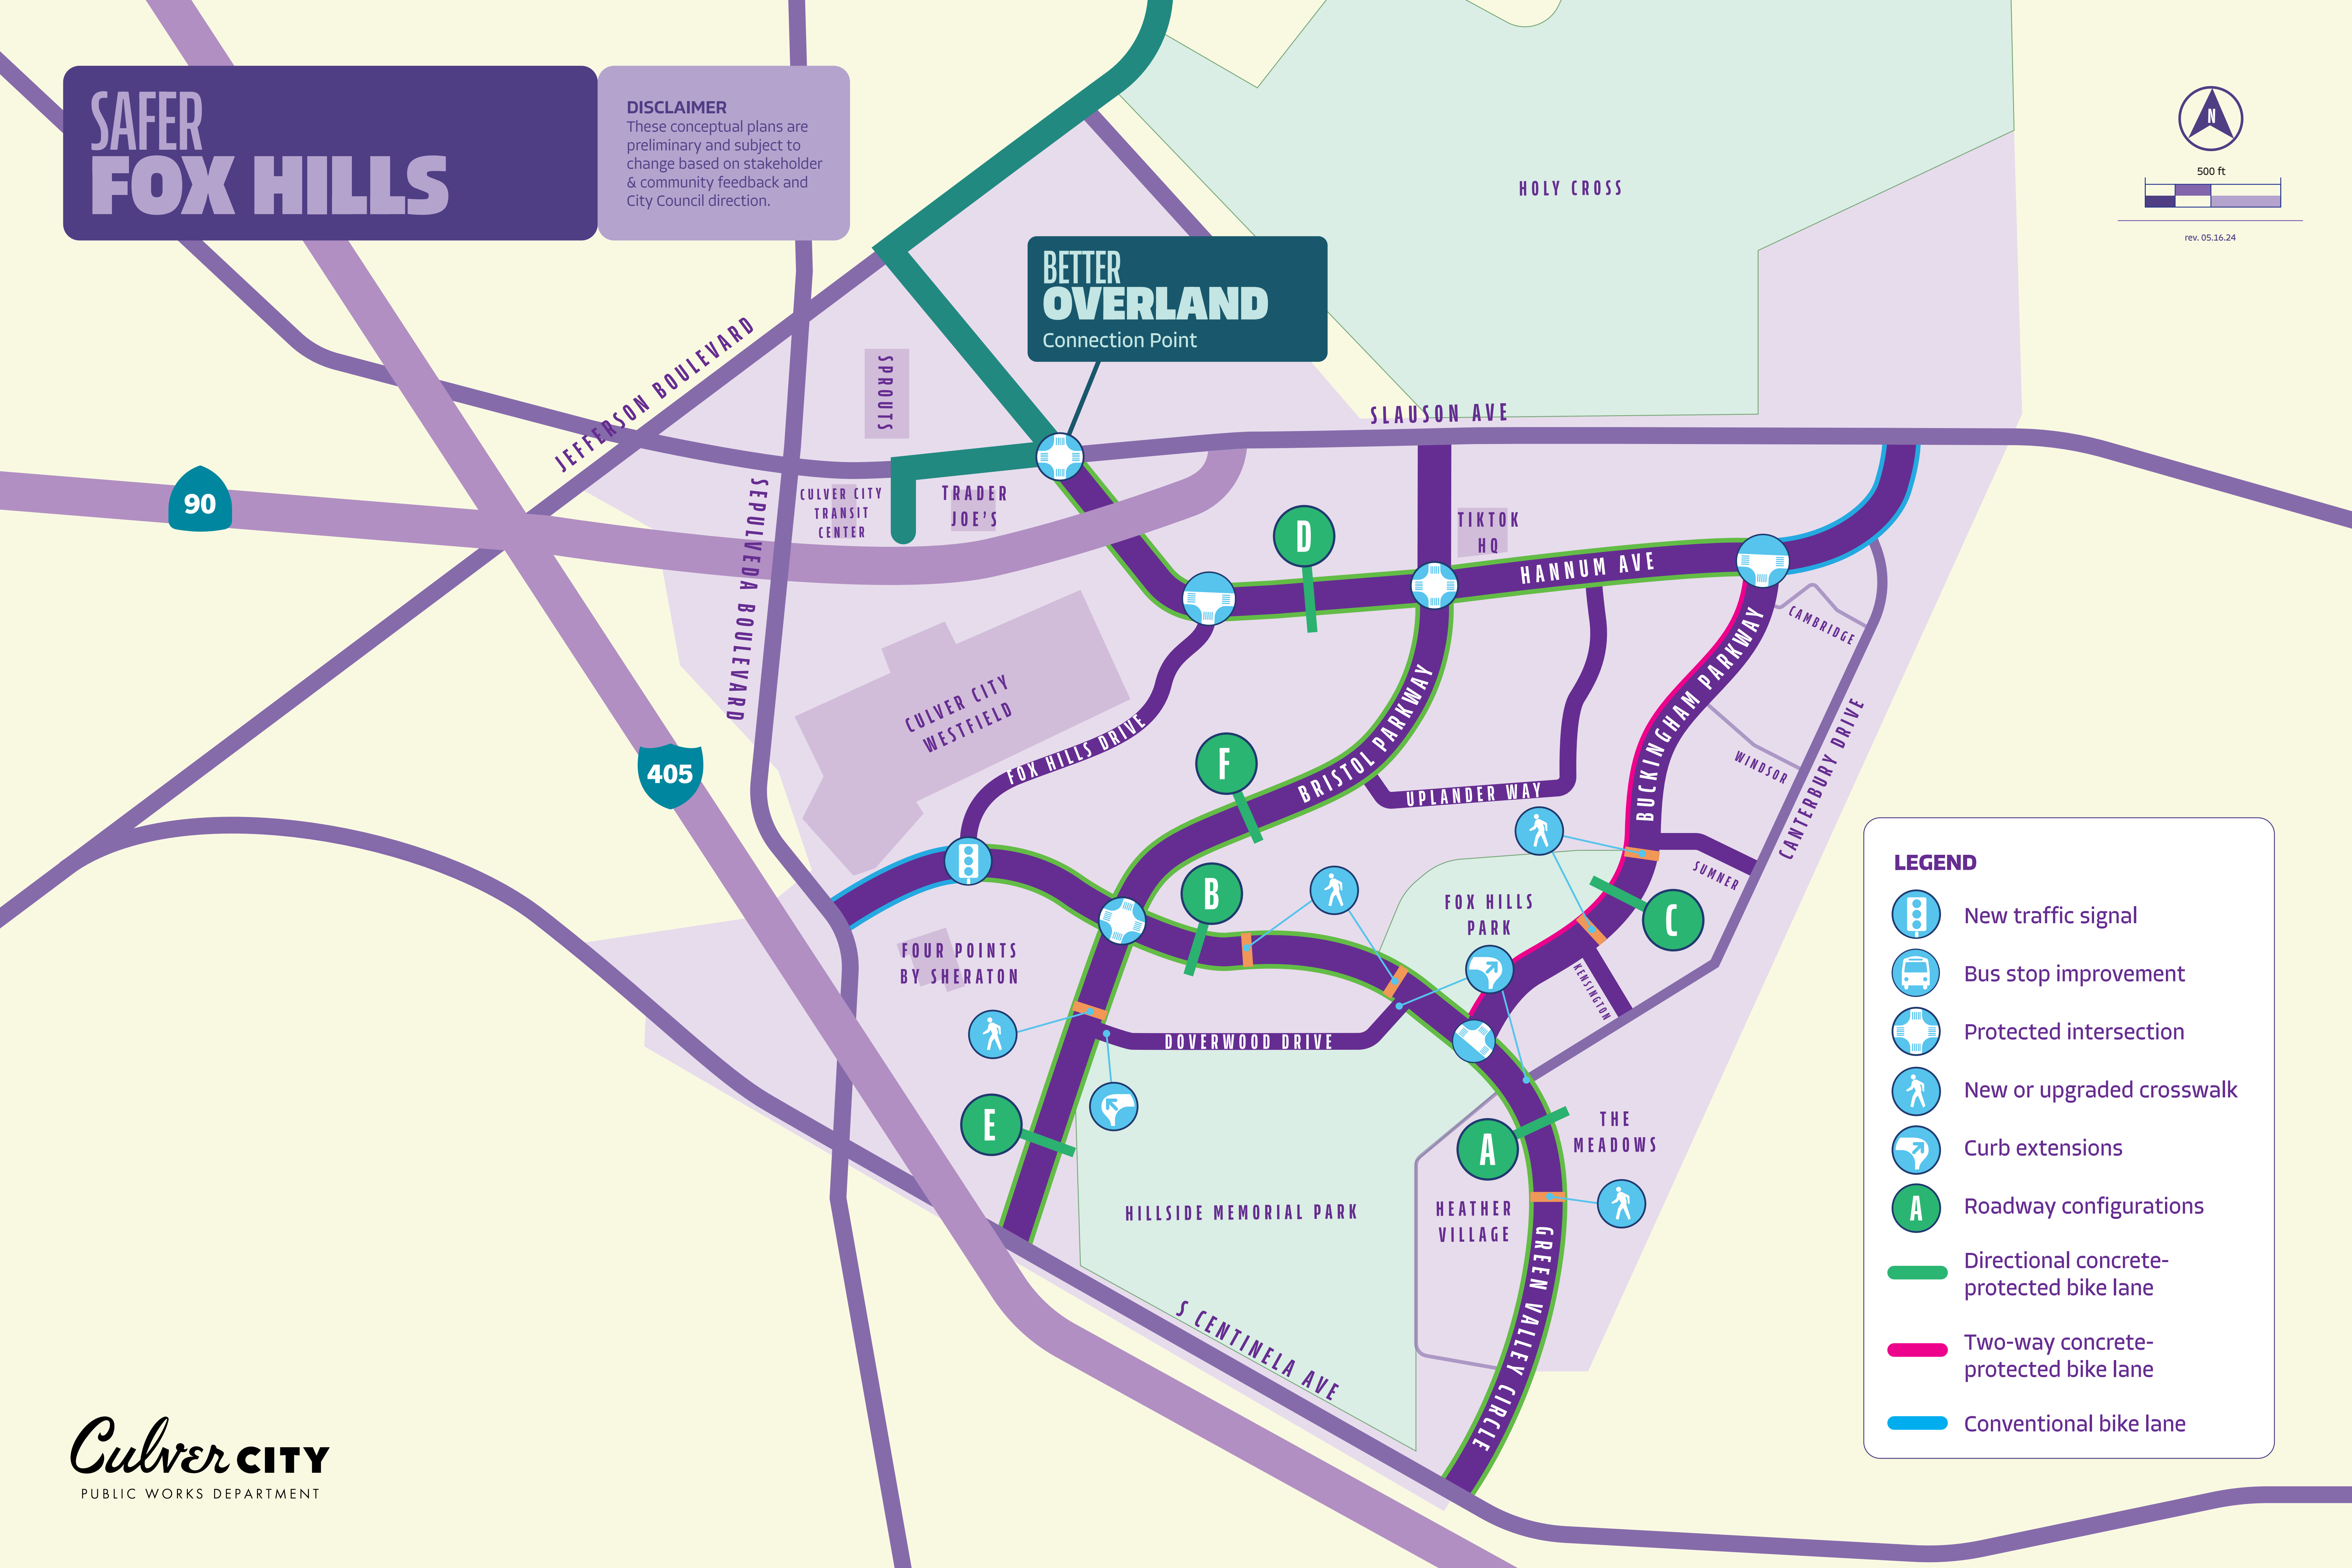 SAFER
FOX HILLS
DISCLAIMER
These conceptual plans are
preliminary and subject to
change based on stakeholder
& community feedback and
City Council direction.
BETTER
OVERLAND
Connection Point
HOLY CROSS
N
500 ft
rev. 05.16.24
JEFFERSON BOULEVARD
SPROUTS
SLAUSON AVE
90
SEPULVEDA BOULEVARD
CULVER CITY
TRANSIT
CENTER
TRADER
JOE'S
D
TIKTOK
HQ
HANNUM AVE
CAMBRIDGE
CULVER CITY
WESTFIELD
FOX HILLS DRIVE
BRISTOL PARKWAY
BUCKINGHAM PARKWAY
WINDSOR
CANTERBURY DRIVE
405
F
UPLANDER WAY
SUMNER
B
FOX HILLS
PARK
C
FOUR POINTS
BY SHERATON
KENSINGTON
DOVERWOOD DRIVE
E
A
THE
MEADOWS
HILLSIDE MEMORIAL PARK
HEATHER
VILLAGE
GREEN VALLEY CIRCLE
S CENTINELA AVE
LEGEND
New traffic signal
Bus stop improvement
Protected intersection
New or upgraded crosswalk
Curb extensions
A
Roadway configurations
Directional concrete-
protected bike lane
Two-way concrete-
protected bike lane
Conventional bike lane
Culver CITY
PUBLIC WORKS DEPARTMENT